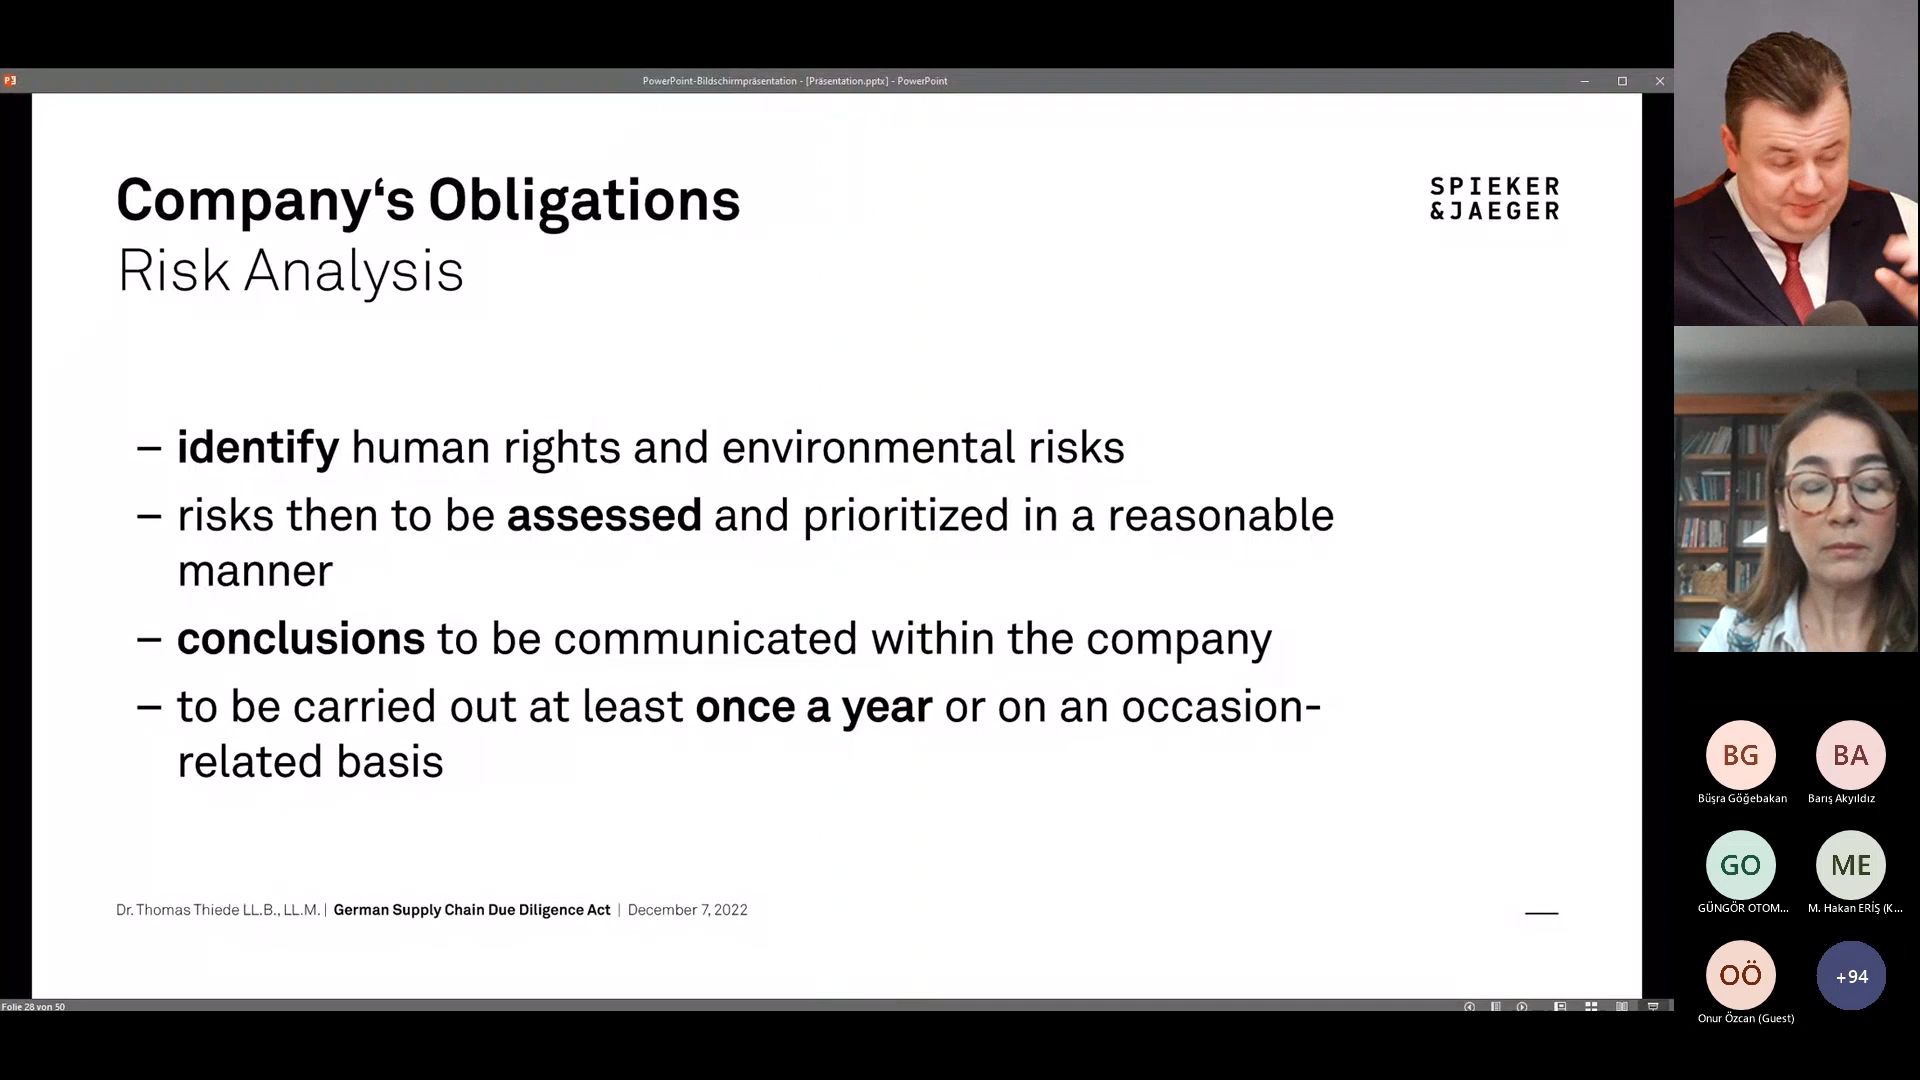 PowerPoint-Bildschirmpräsentation - [Präsentation.pptx] - PowerPoint
Company‘s Obligations
Risk Analysis
SPIEKER
&JAEGER
– identify human rights and environmental risks
– risks then to be assessed and prioritized in a reasonable
manner
– conclusions to be communicated within the company
– to be carried out at least once a year or on an occasion-
related basis
Dr. Thomas Thiede LL.B., LL.M. | German Supply Chain Due Diligence Act | December 7, 2022
Folie 28 von 50
BG
Büşra Göğebakan
BA
Barış Akyıldız
GO
GÜNGÖR OTOM...
ME
M. Hakan ERİŞ (K...
OÖ
Onur Özcan (Guest)
+94